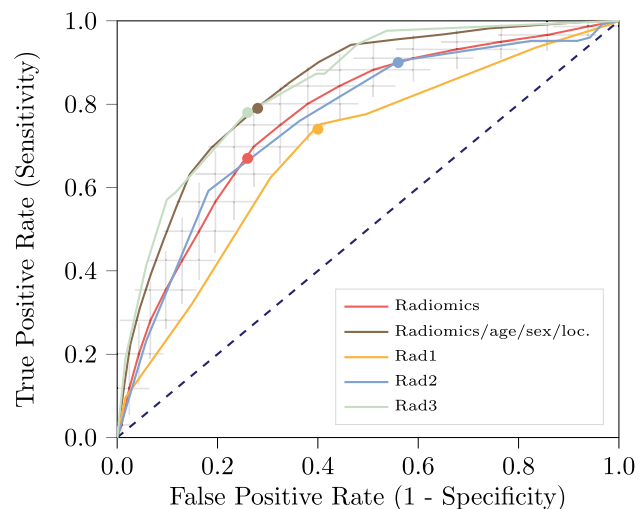 True Positive Rate (Sensitivity)
1.0
0.8
0.6
0.4
0.2
0.0
0.0 0.2 0.4 0.6 0.8 1.0
False Positive Rate (1 - Specificity)
Radiomics
Radiomics/age/sex/loc.
Rad1
Rad2
Rad3